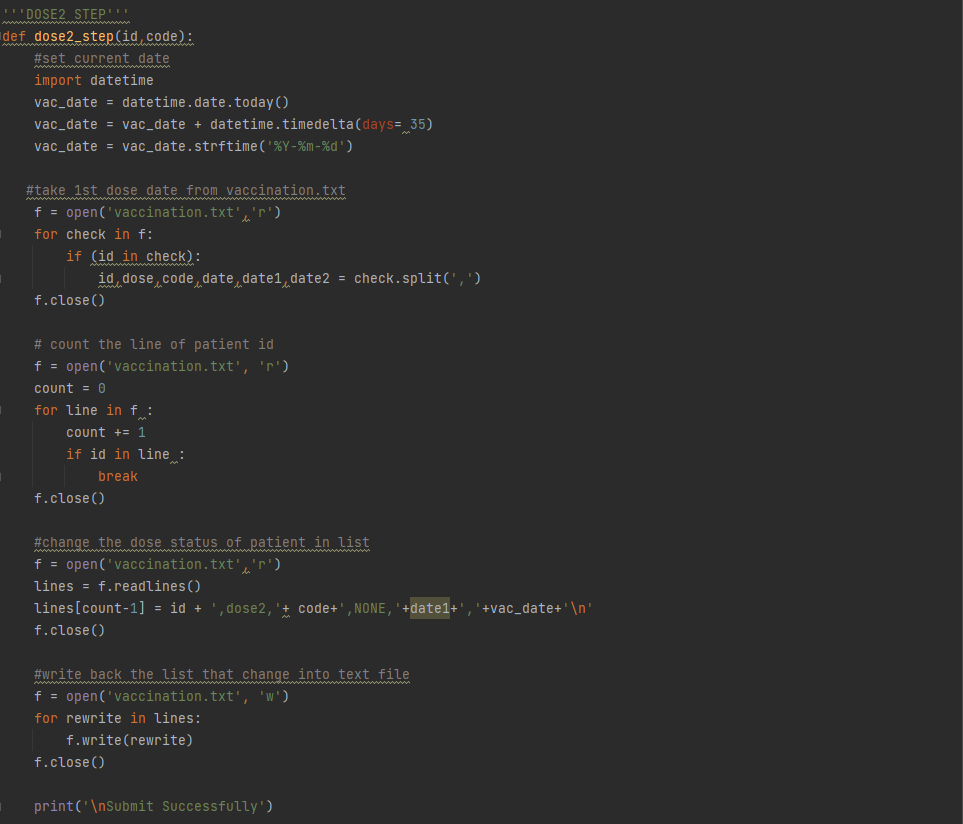 '''DOSE2 STEP'''
def dose2_step(id,code):
    #set current date
    import datetime
    vac_date = datetime.date.today()
    vac_date = vac_date + datetime.timedelta(days= 35)
    vac_date = vac_date.strftime('%Y-%m-%d')

   #take 1st dose date from vaccination.txt
    f = open('vaccination.txt','r')
    for check in f:
        if (id in check):
            id,dose,code,date,date1,date2 = check.split(',')
    f.close()

    # count the line of patient id
    f = open('vaccination.txt', 'r')
    count = 0
    for line in f :
        count += 1
        if id in line :
            break
    f.close()

    #change the dose status of patient in list
    f = open('vaccination.txt','r')
    lines = f.readlines()
    lines[count-1] = id + ',dose2,'+ code+',NONE,'+date1+','+vac_date+'\n'
    f.close()

    #write back the list that change into text file
    f = open('vaccination.txt', 'w')
    for rewrite in lines:
        f.write(rewrite)
    f.close()

    print('\nSubmit Successfully')